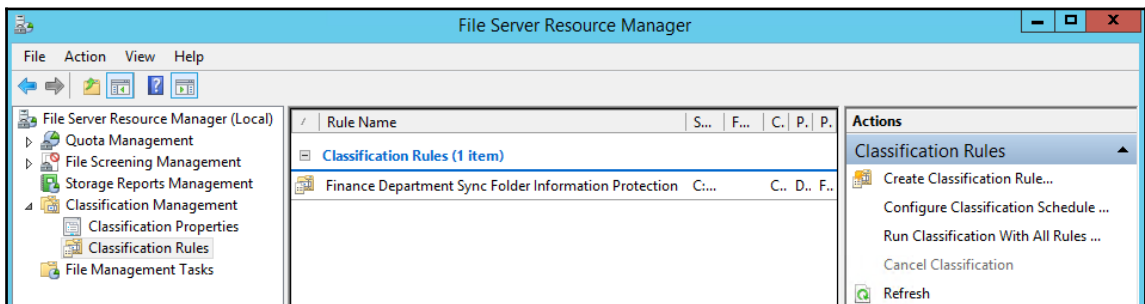 File Server Resource Manager
File Action View Help
File Server Resource Manager (Local)
Quota Management
File Screening Management
Storage Reports Management
Classification Management
Classification Properties
Classification Rules
File Management Tasks
/ Rule Name S... F... C. P. P.
Classification Rules (1 item)
Finance Department Sync Folder Information Protection C:... C.. D.. F..
Actions
Classification Rules
Create Classification Rule...
Configure Classification Schedule ...
Run Classification With All Rules ...
Cancel Classification
Refresh